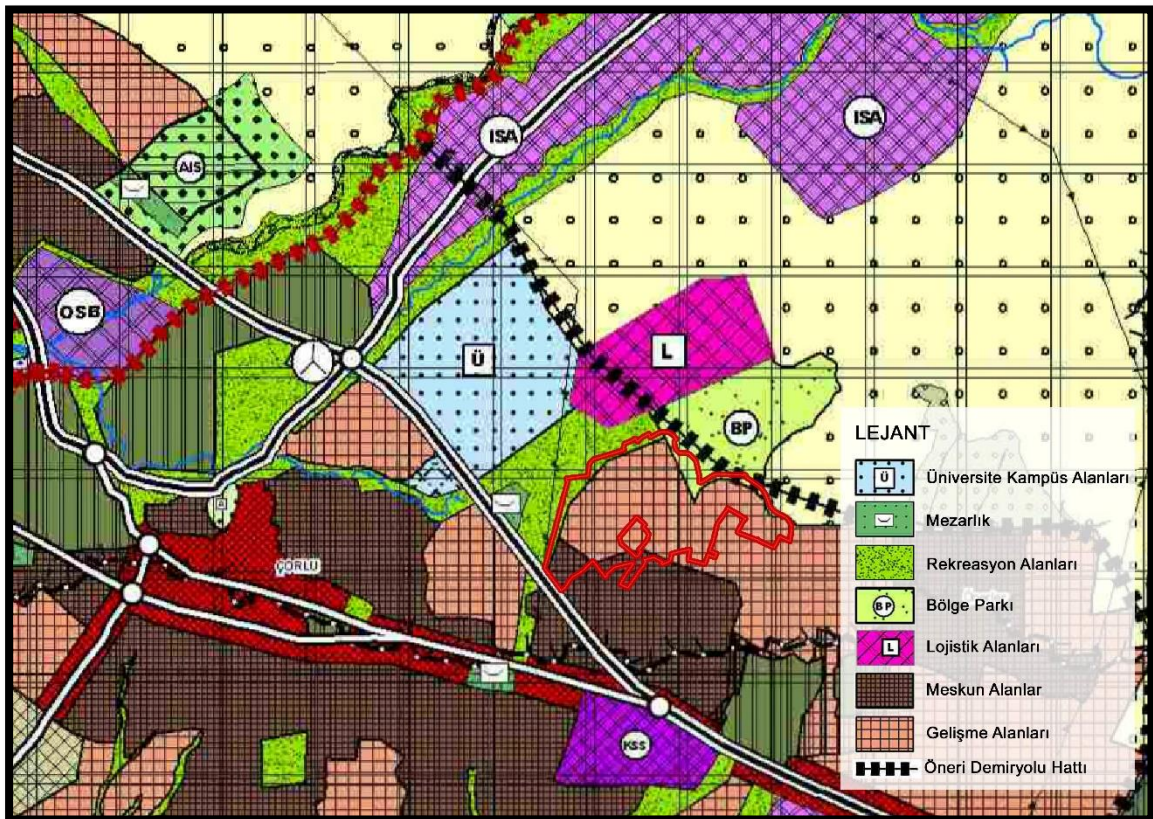 ISA
ISA
AIS
OSB
Ü
L
BP
ÇORLU
KSS
LEJANT
Ü Üniversite Kampüs Alanları
Mezarlık
Rekreasyon Alanları
BP Bölge Parkı
L Lojistik Alanları
Meskun Alanlar
Gelişme Alanları
Öneri Demiryolu Hattı